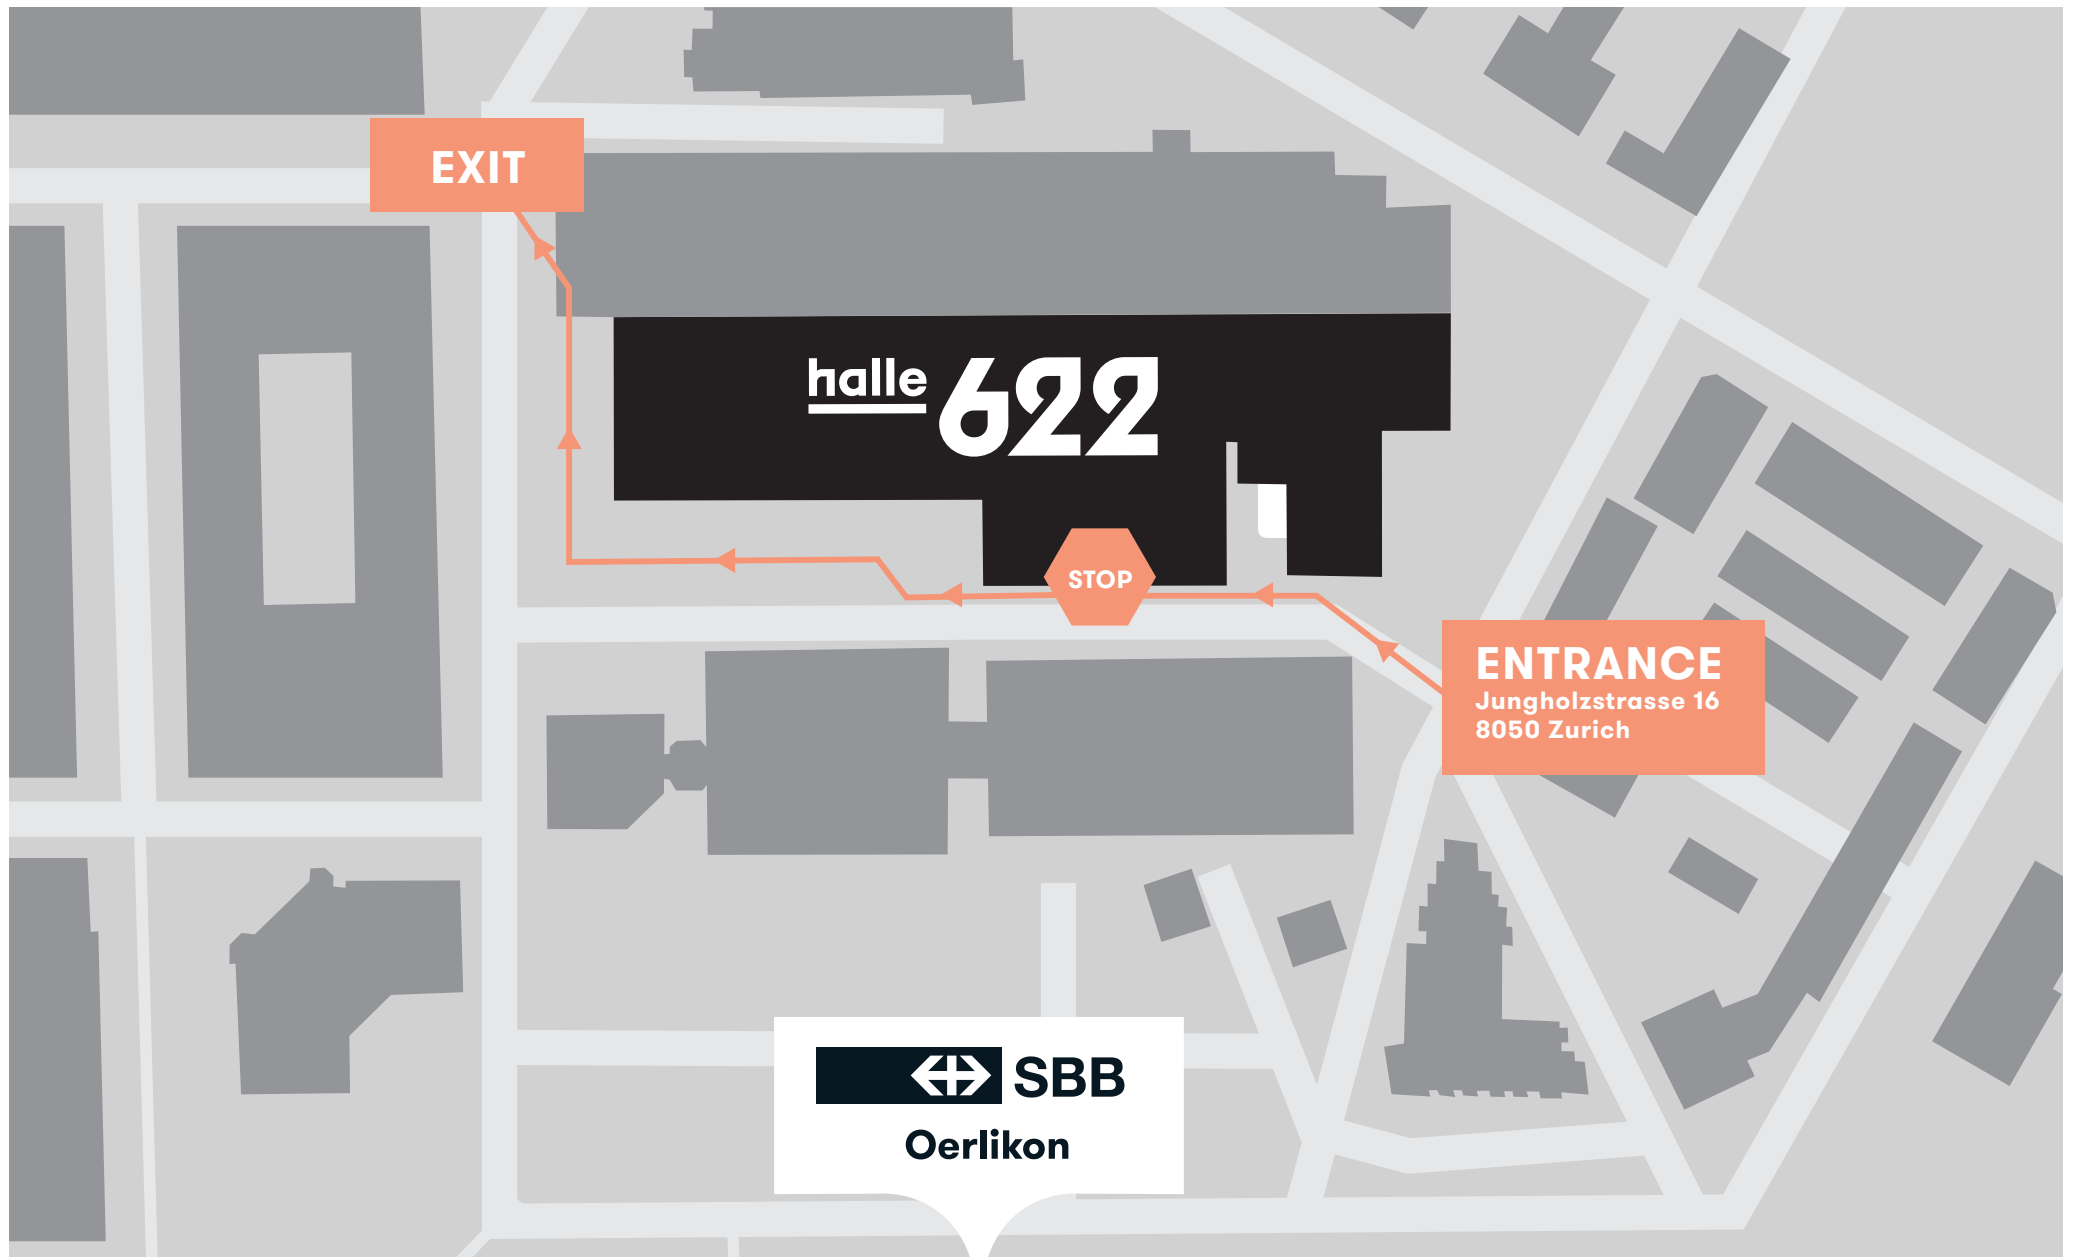 EXIT
halle 622
STOP
ENTRANCE
Jungholzstrasse 16
8050 Zurich
SBB
Oerlikon